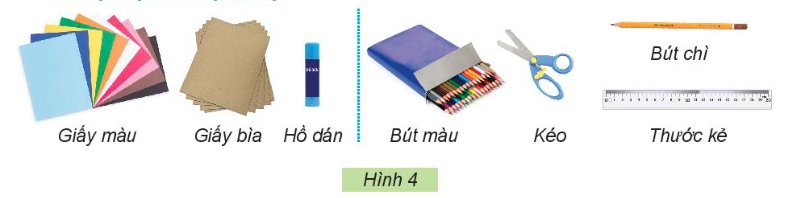 Giấy màu
Giấy bìa
Hồ dán
Bút màu
Kéo
Bút chì
Thước kẻ
Hình 4